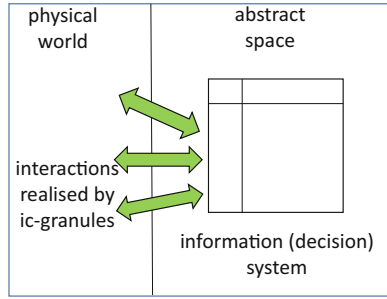 physical
world
abstract
space
interactions
realised by
ic-granules
information (decision)
system